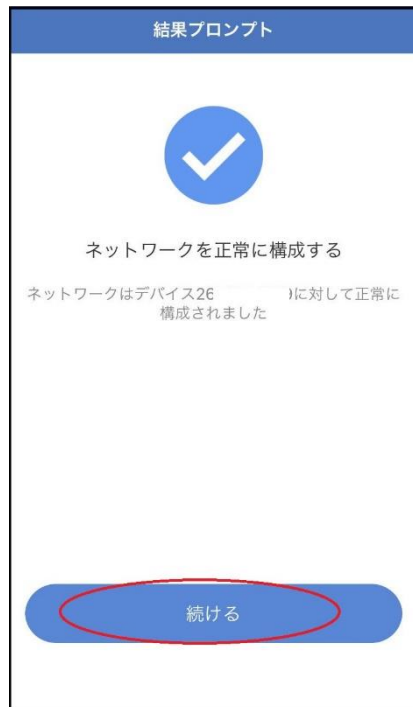 結果プロンプト
ネットワークを正常に構成する
ネットワークはデバイス26 に対して正常に
構成されました
続ける